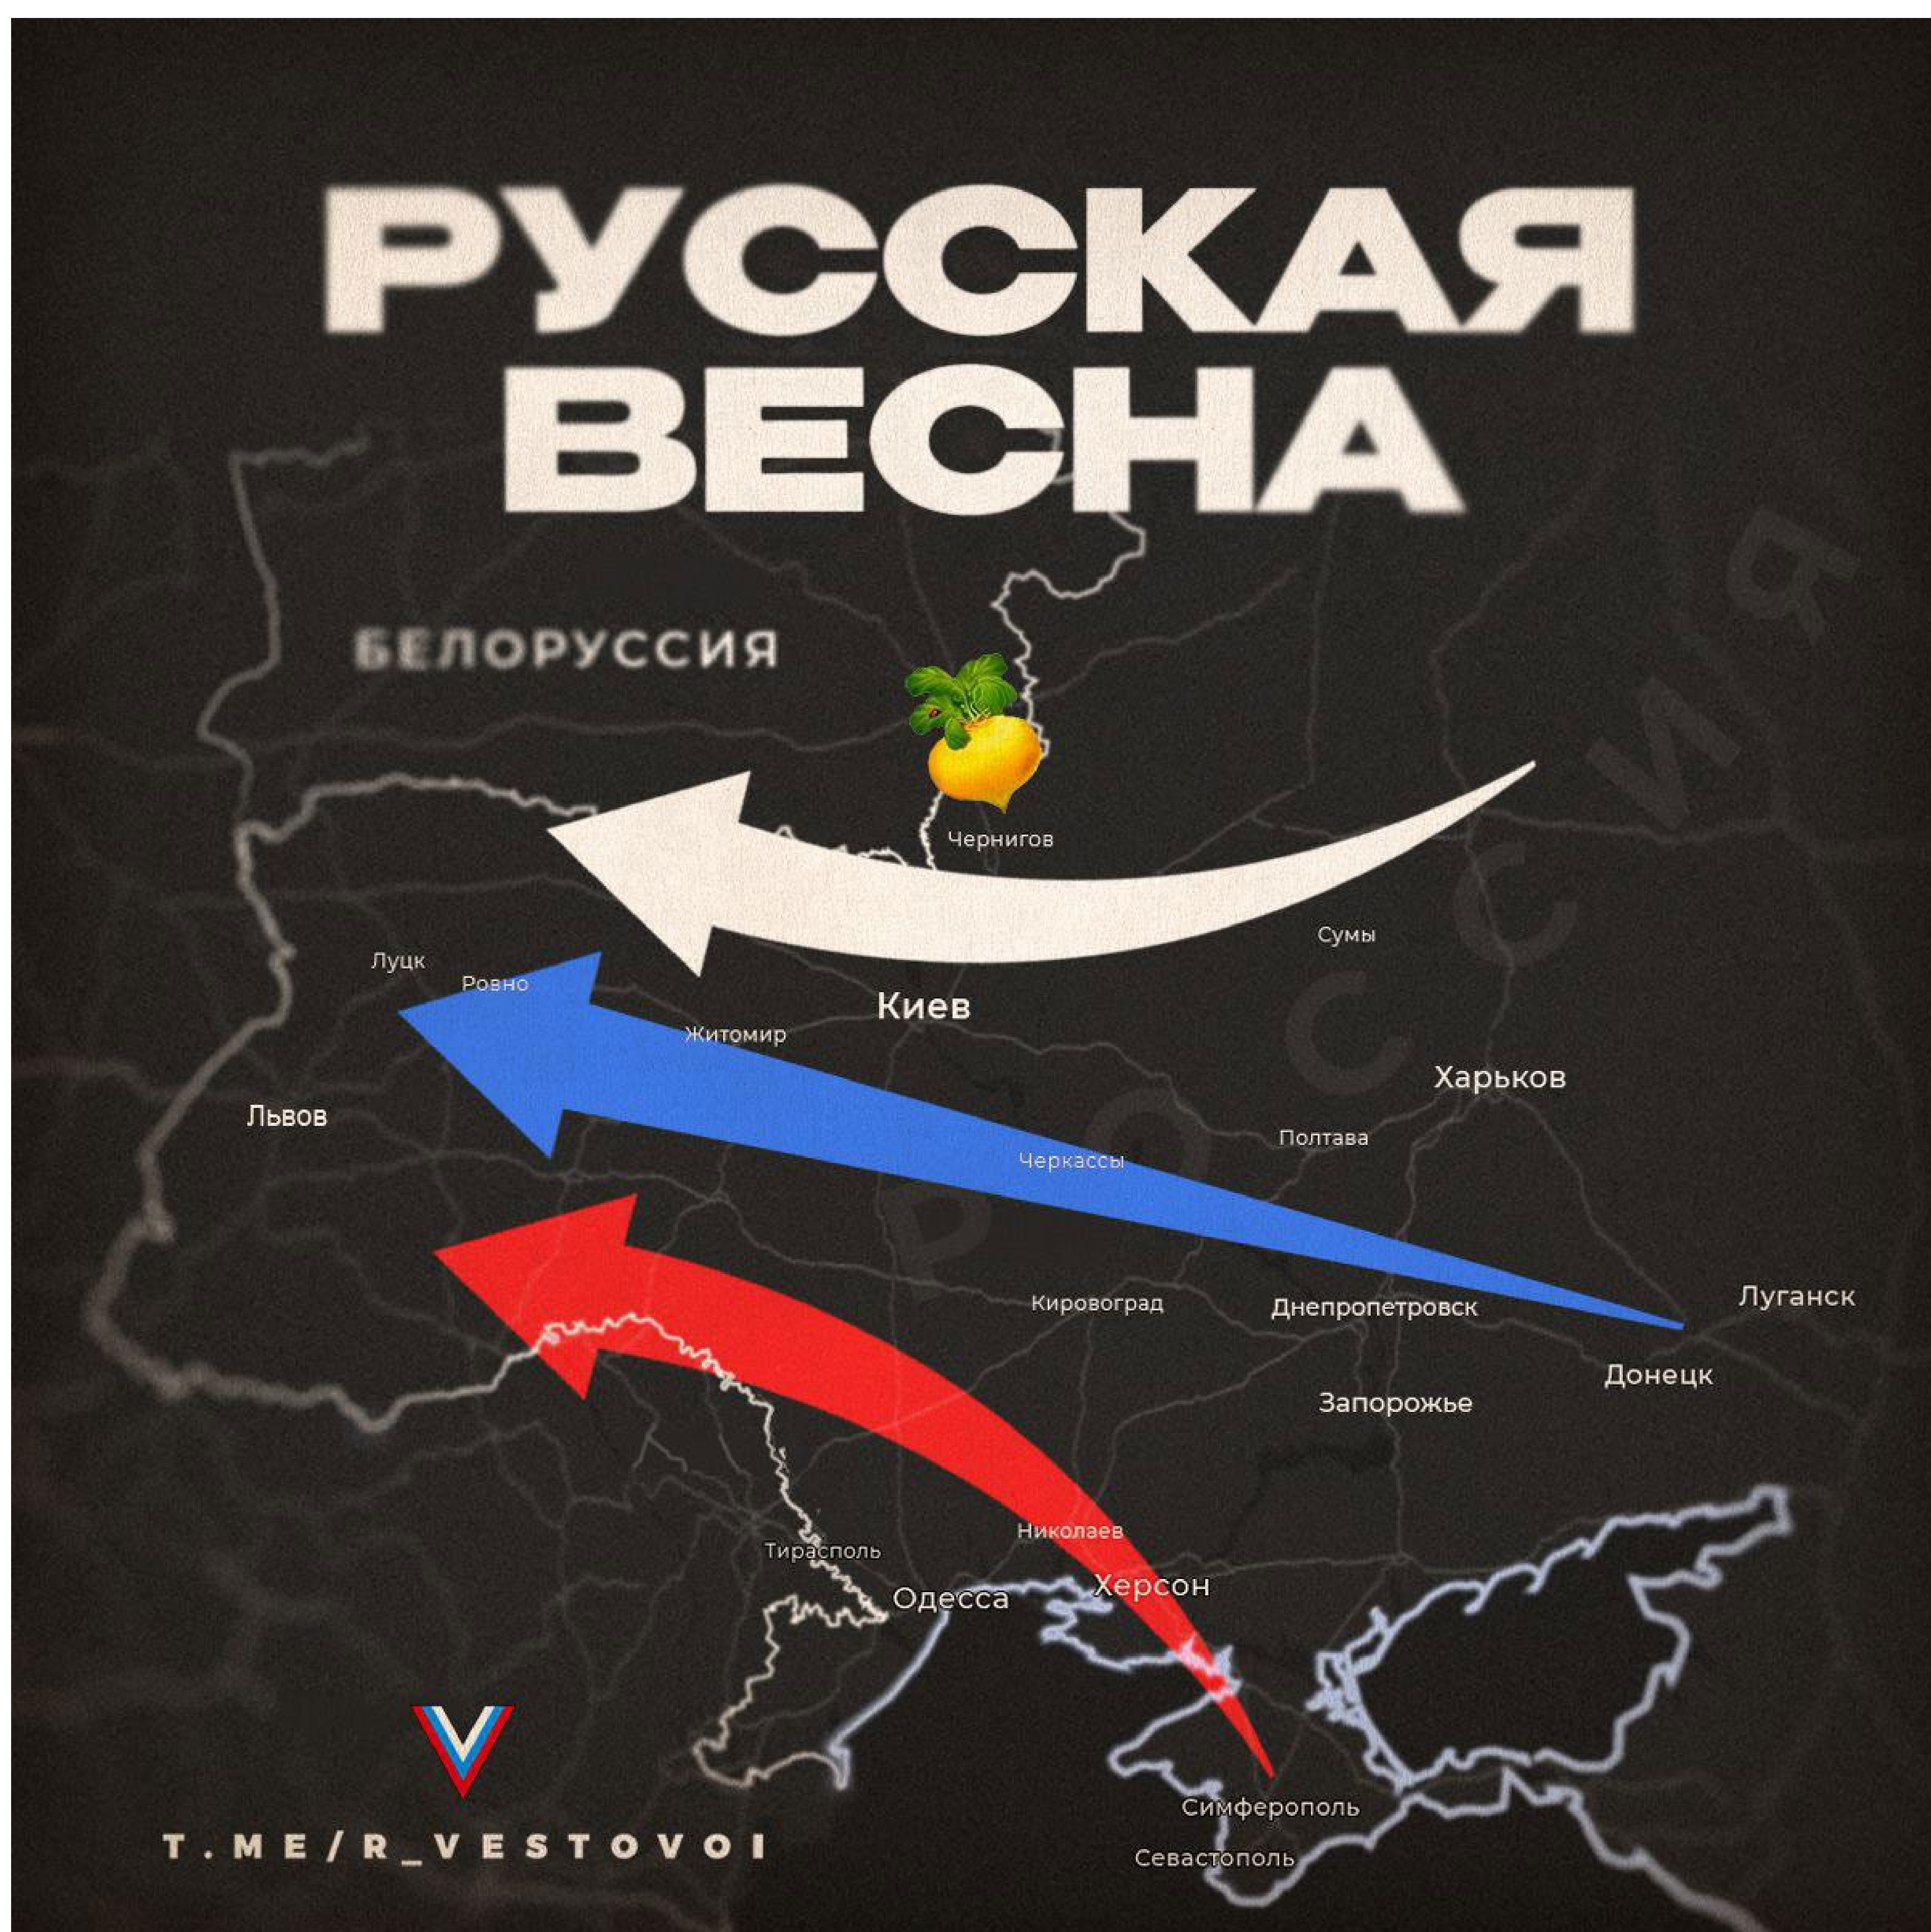 РУССКАЯ
ВЕСНА
БЕЛОРУССИЯ
РОССИЯ
Чернигов
Сумы
Луцк
Ровно
Киев
Житомир
Харьков
Львов
Полтава
Черкассы
Луганск
Кировоград
Днепропетровск
Донецк
Запорожье
Николаев
Тирасполь
Херсон
Одесса
Симферополь
T.ME/R_VESTOVOI
Севастополь